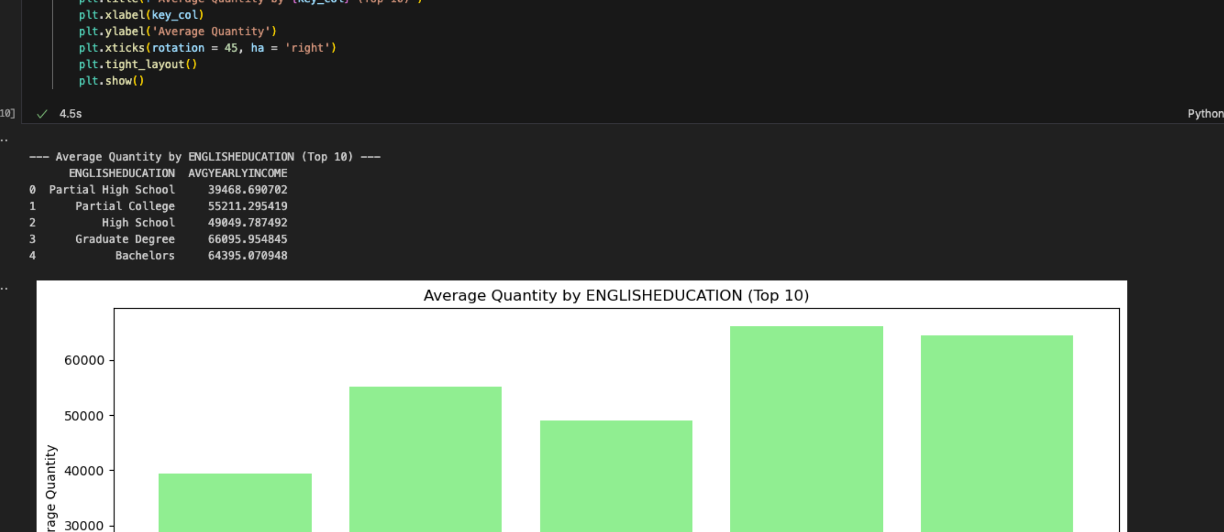 plt.title(f'Average Quantity by {key_col} (Top 10)')
plt.xlabel(key_col)
plt.ylabel('Average Quantity')
plt.xticks(rotation = 45, ha = 'right')
plt.tight_layout()
plt.show()
10] ✓ 4.5s Python
--- Average Quantity by ENGLISHEDUCATION (Top 10) ---
ENGLISHEDUCATION AVGYEARLYINCOME
0 Partial High School 39468.690702
1 Partial College 55211.295419
2 High School 49049.787492
3 Graduate Degree 66095.954845
4 Bachelors 64395.070948
Average Quantity by ENGLISHEDUCATION (Top 10)
60000
50000
40000
30000
rage Quantity